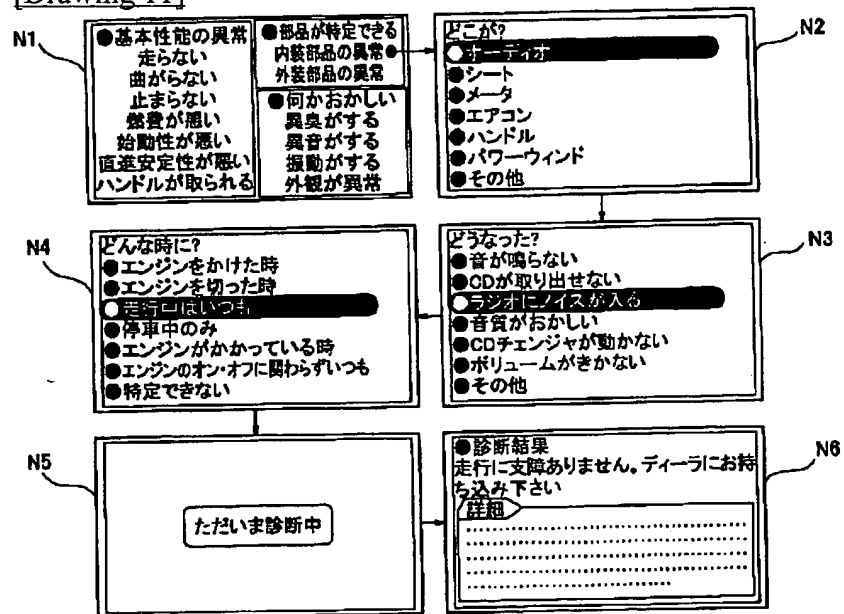 [Drawing 11]
N1
●基本性能の異常
走らない
曲がらない
止まらない
燃費が悪い
始動性が悪い
直進安定性が悪い
ハンドルが取られる
●部品が特定できる
内装部品の異常●
外装部品の異常
●何かおかしい
異臭がする
異音がする
振動がする
外観が異常
N2
どこが?
●オーディオ
●シート
●メータ
●エアコン
●ハンドル
●パワーウィンド
●その他
N3
どうなった?
●音が鳴らない
●CDが取り出せない
●ラジオにノイズが入る
●音質がおかしい
●CDチェンジャが動かない
●ボリュームがきかない
●その他
N4
どんな時に?
●エンジンをかけた時
●エンジンを切った時
●走行中はいつも
●停車中のみ
●エンジンがかかっている時
●エンジンのオン・オフに関わらずいつも
●特定できない
N5
ただいま診断中
N6
●診断結果
走行に支障ありません。ディーラにお持
ち込み下さい
詳細